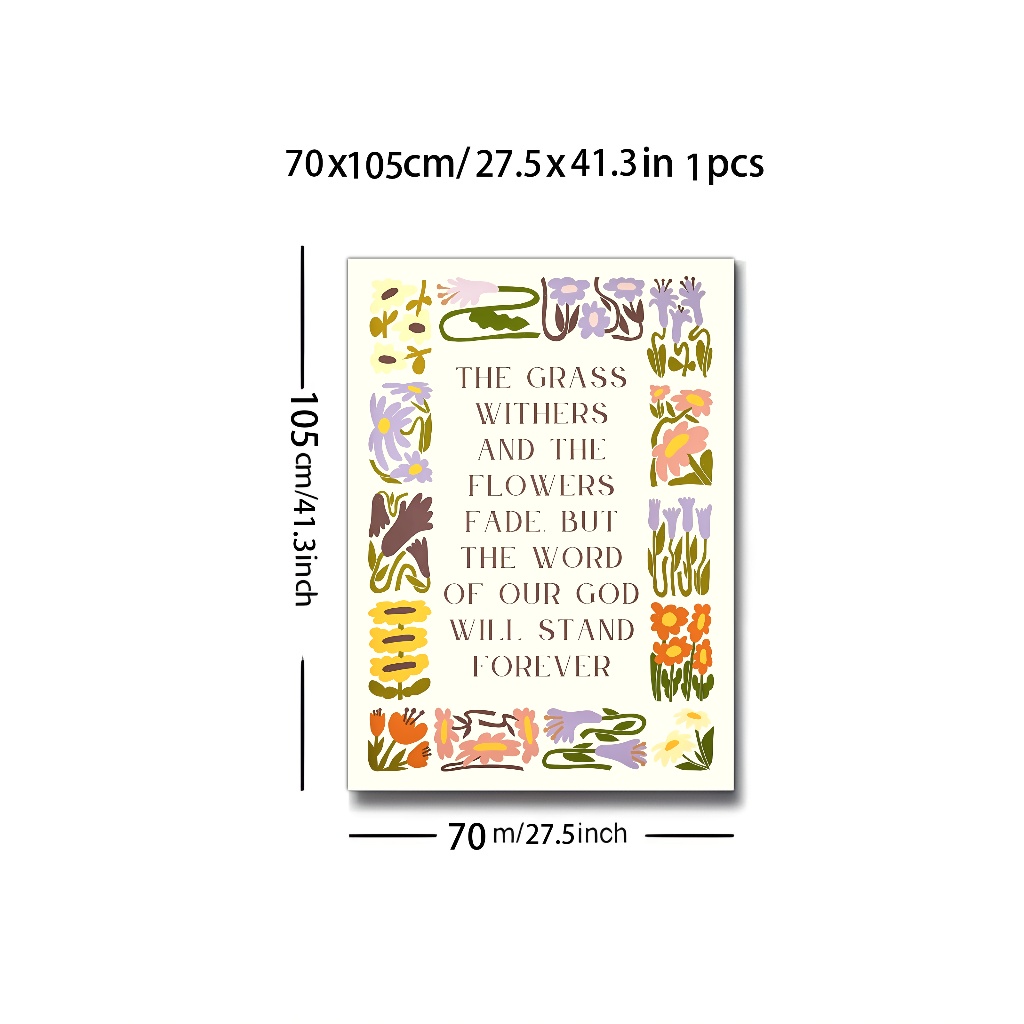 70x105cm/27.5x41.3in 1pcs
THE GRASS
WITHERS
AND THE
FLOWERS
FADE. BUT
THE WORD
OF OUR GOD
WILL STAND
FOREVER
105cm/41.3inch
70 m/27.5inch